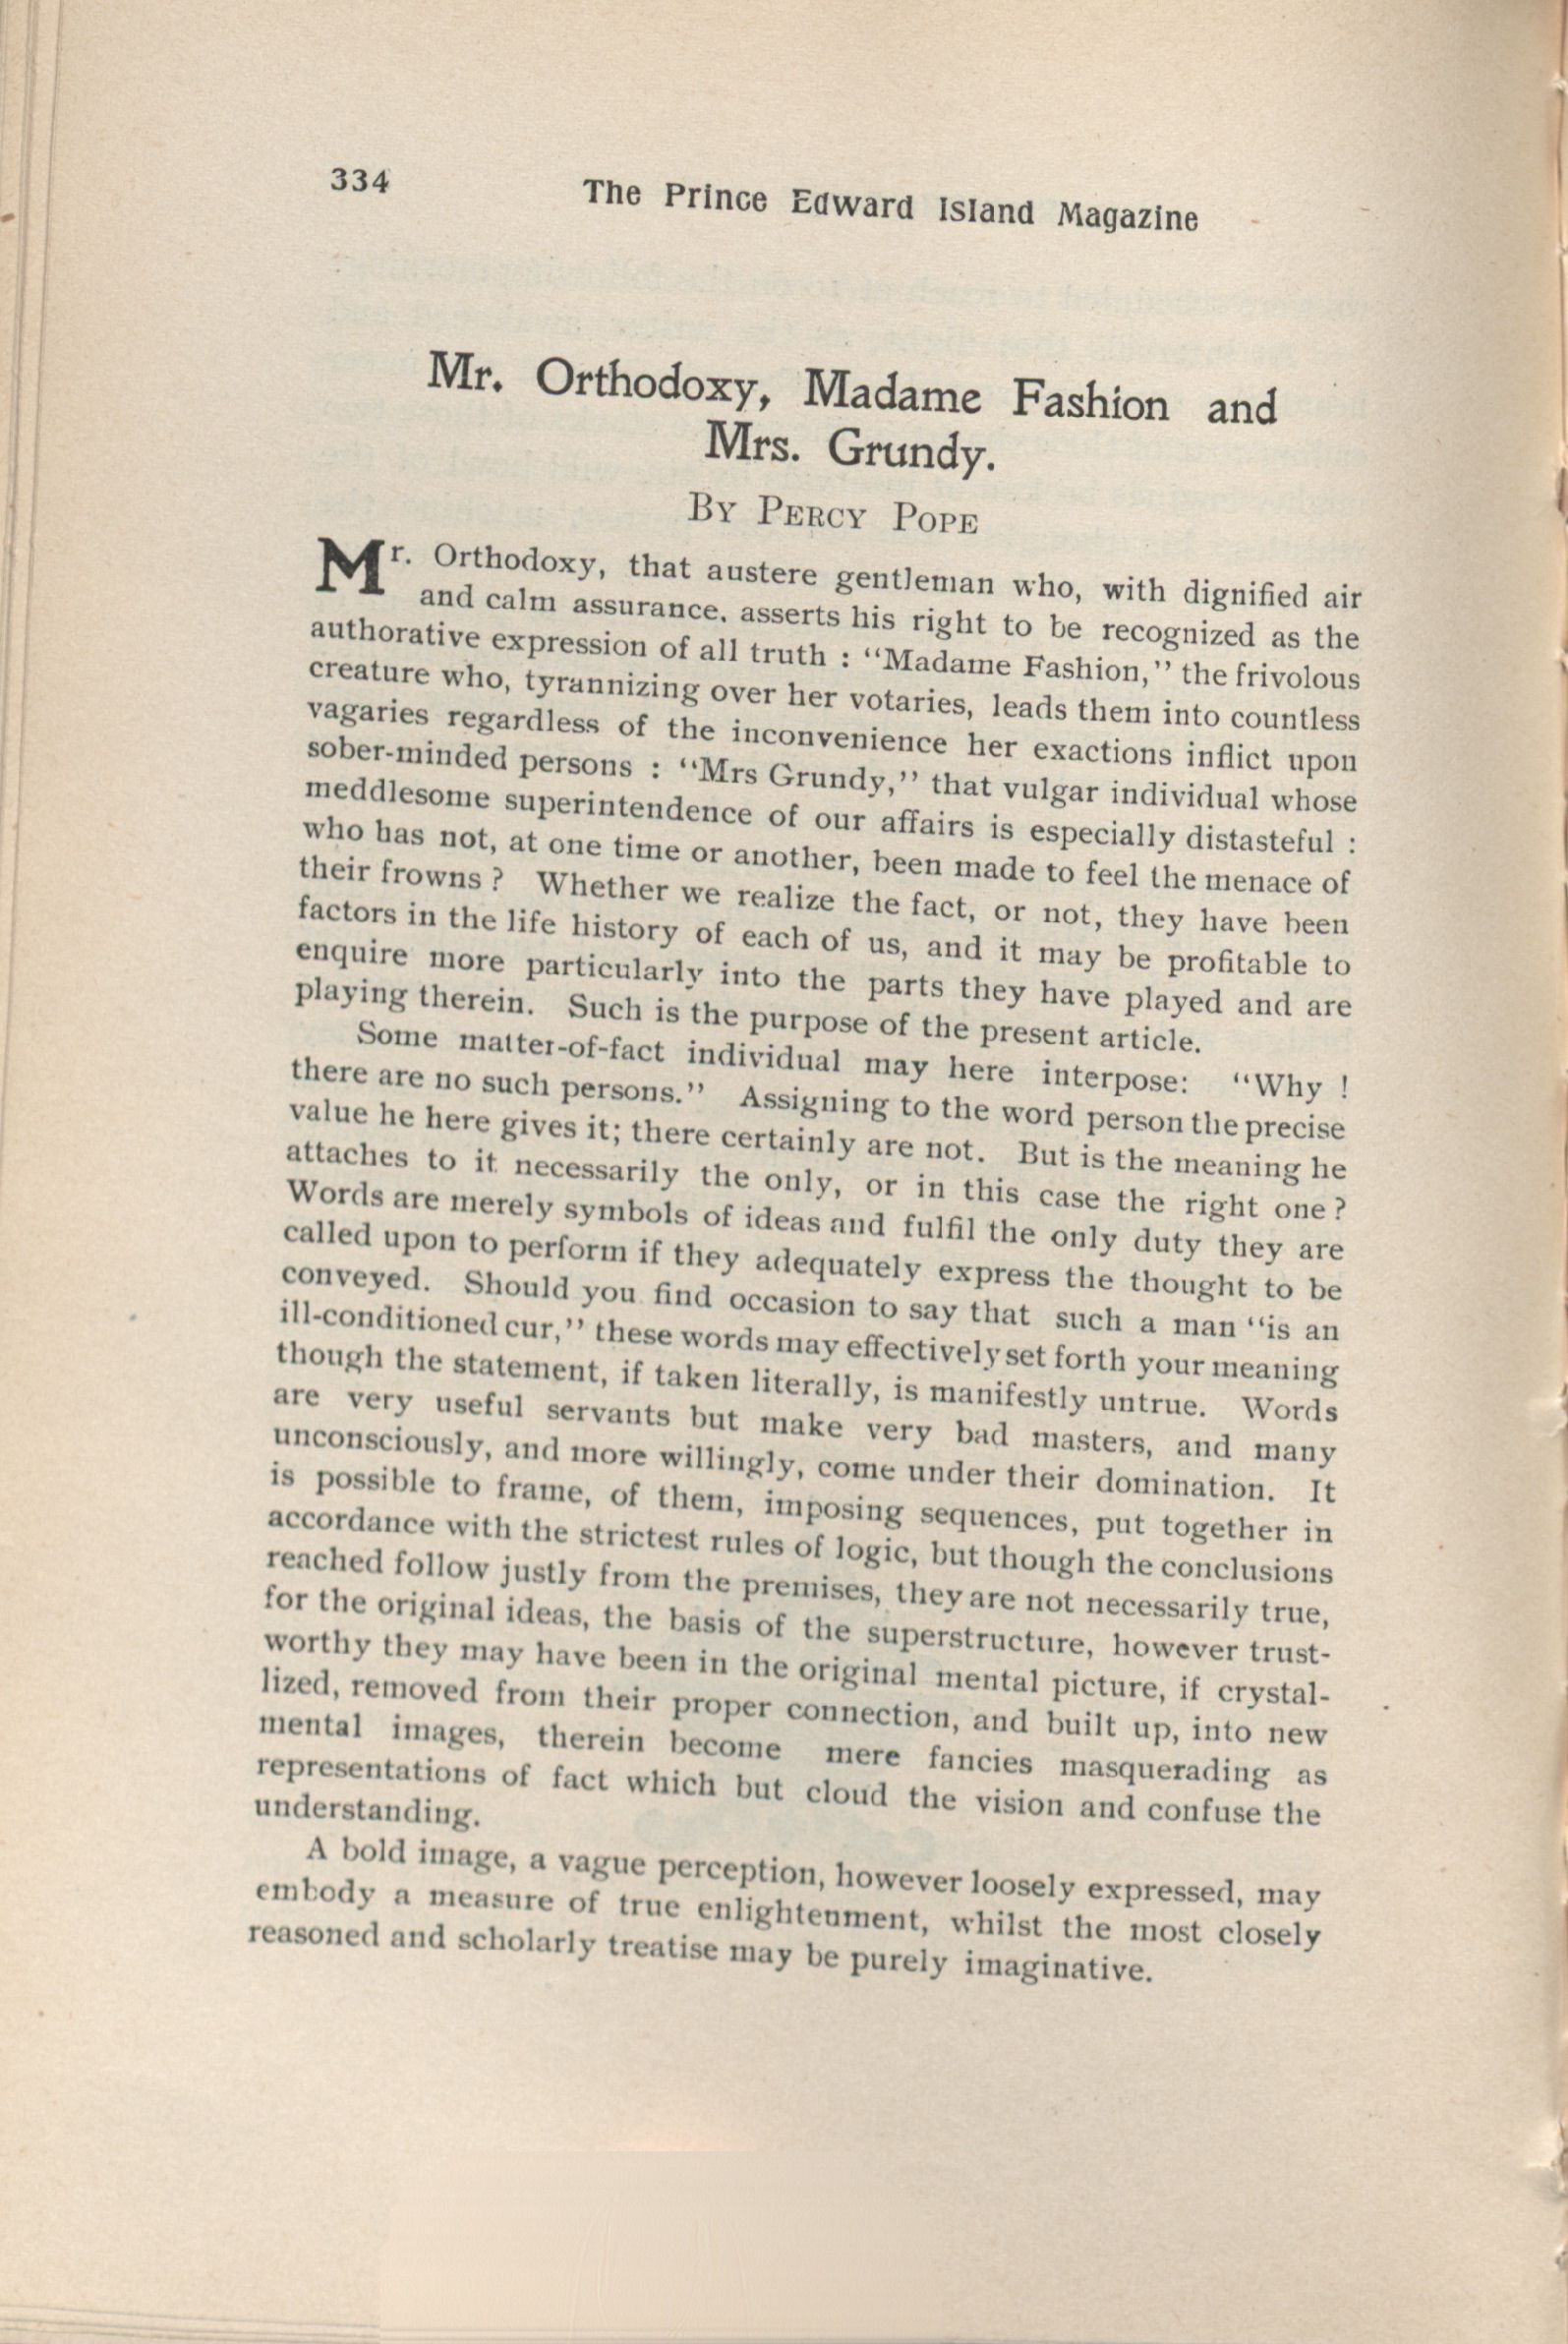 334
The Prince Edward Island Magazine
Mr. Orthodoxy, Madame Fashion and
Mrs. Grundy.
By Percy Pope
Mr. Orthodoxy, that austere gentleman who, with dignified air
and calm assurance, asserts his right to be recognized as the
authorative expression of all truth : "Madame Fashion," the frivolous
creature who, tyrannizing over her votaries, leads them into countless
vagaries regardless of the inconvenience her exactions inflict upon
sober-minded persons : "Mrs Grundy," that vulgar individual whose
meddlesome superintendence of our affairs is especially distasteful :
who has not, at one time or another, been made to feel the menace of
their frowns ? Whether we realize the fact, or not, they have been
factors in the life history of each of us, and it may be profitable to
enquire more particularly into the parts they have played and are
playing therein. Such is the purpose of the present article.
Some matter-of-fact individual may here interpose: "Why !
there are no such persons." Assigning to the word person the precise
value he here gives it; there certainly are not. But is the meaning he
attaches to it necessarily the only, or in this case the right one ?
Words are merely symbols of ideas and fulfil the only duty they are
called upon to perform if they adequately express the thought to be
conveyed. Should you find occasion to say that such a man "is an
ill-conditioned cur," these words may effectively set forth your meaning
though the statement, if taken literally, is manifestly untrue. Words
are very useful servants but make very bad masters, and many
unconsciously, and more willingly, come under their domination. It
is possible to frame, of them, imposing sequences, put together in
accordance with the strictest rules of logic, but though the conclusions
reached follow justly from the premises, they are not necessarily true,
for the original ideas, the basis of the superstructure, however trust-
worthy they may have been in the original mental picture, if crystal-
lized, removed from their proper connection, and built up, into new
mental images, therein become mere fancies masquerading as
representations of fact which but cloud the vision and confuse the
understanding.
A bold image, a vague perception, however loosely expressed, may
embody a measure of true enlightenment, whilst the most closely
reasoned and scholarly treatise may be purely imaginative.